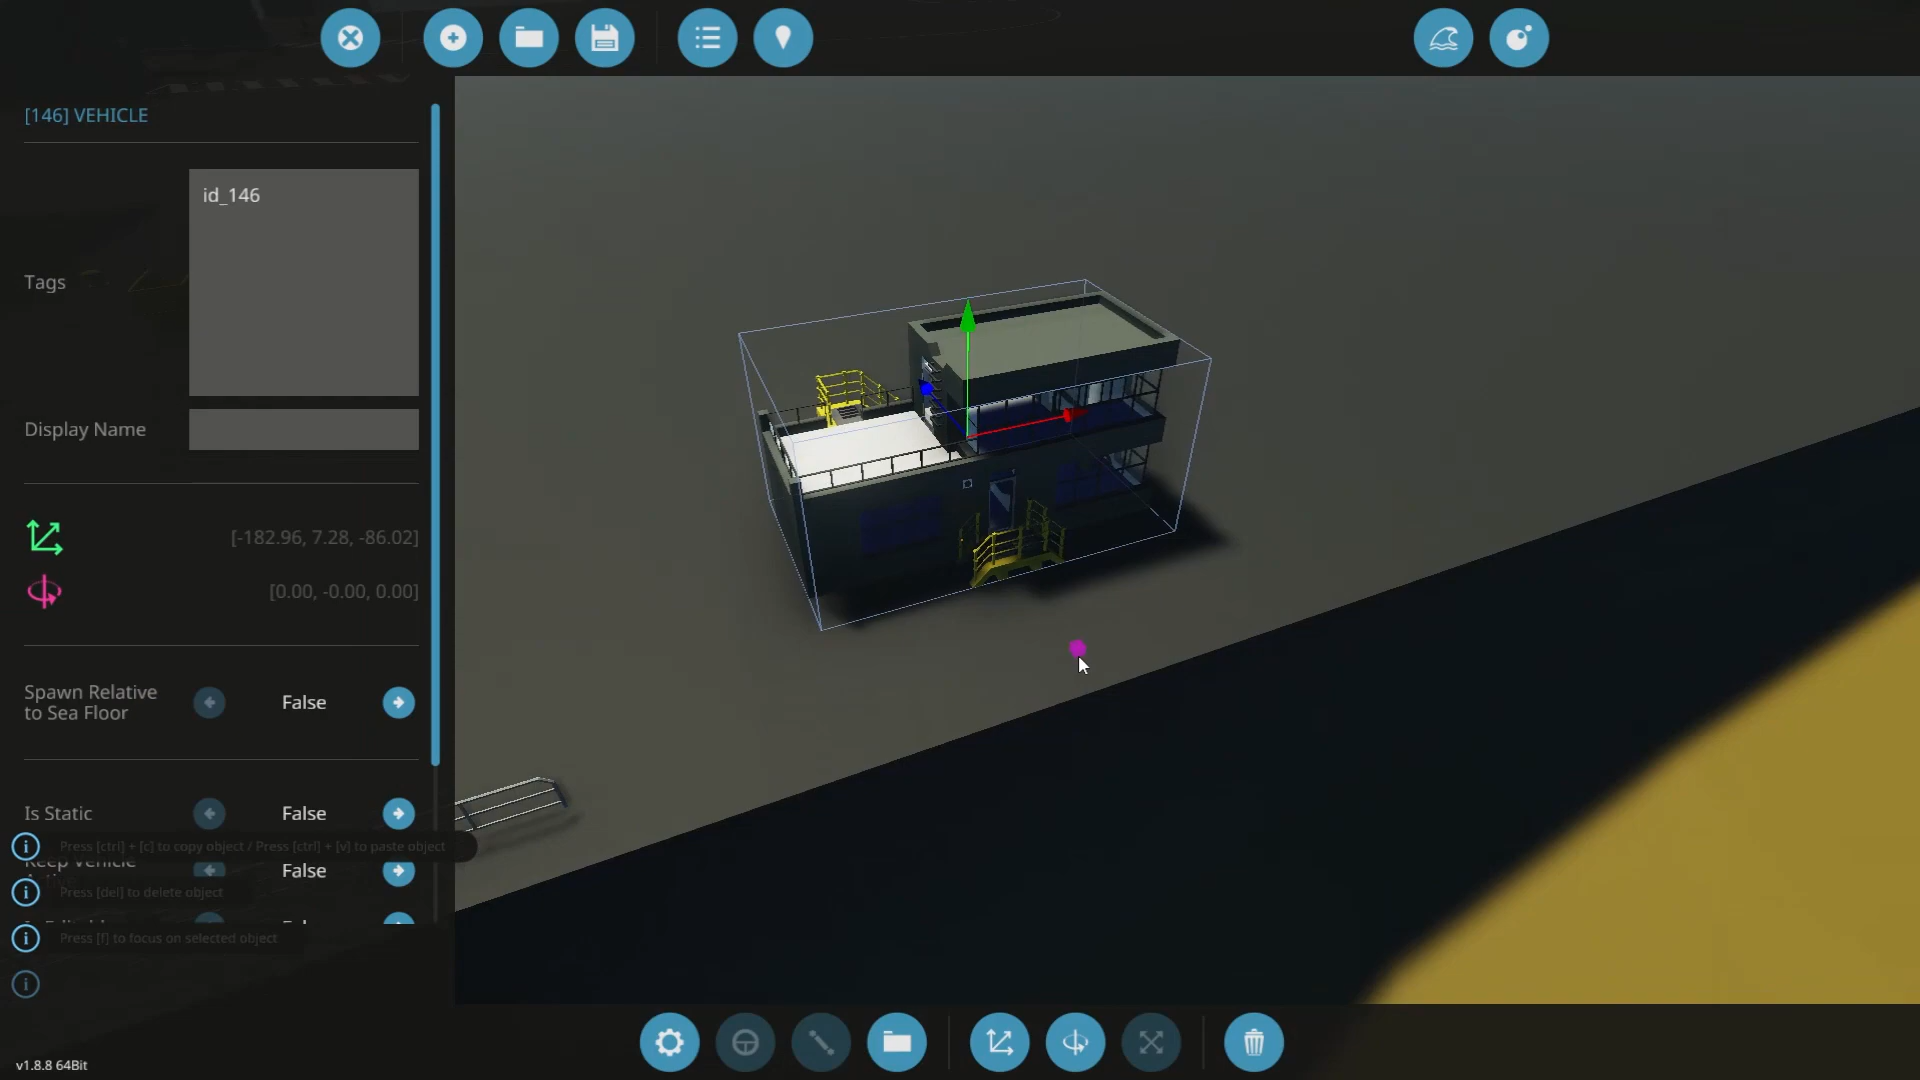 [146] VEHICLE
id_146
Tags
Display Name
[-182.96, 7.28, -86.02]
[0.00, -0.00, 0.00]
Spawn Relative
to Sea Floor
False
Is Static
False
Press [ctrl] + [c] to copy object / Press [ctrl] + [v] to paste object
Keep Vehicle
False
Press [del] to delete object
Press [f] to focus on selected object
v1.8.8 64Bit